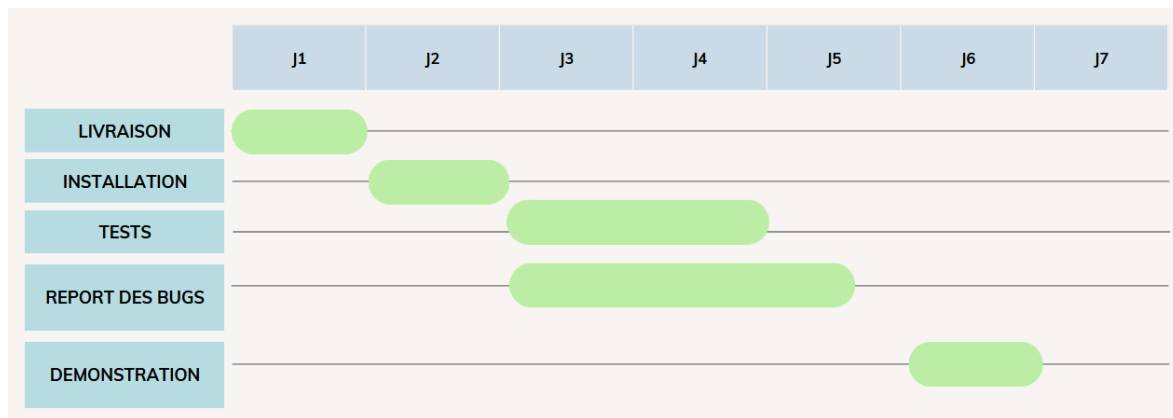 J1 J2 J3 J4 J5 J6 J7
LIVRAISON
INSTALLATION
TESTS
REPORT DES BUGS
DEMONSTRATION